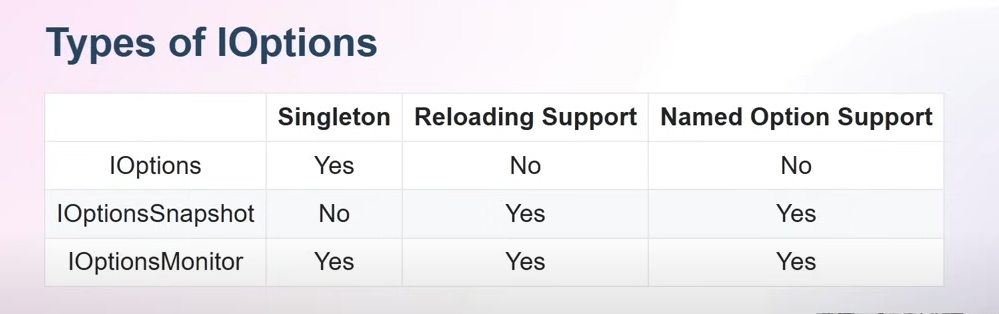 Types of IOptions
Singleton Reloading Support Named Option Support
IOptions Yes No No
IOptionsSnapshot No Yes Yes
IOptionsMonitor Yes Yes Yes